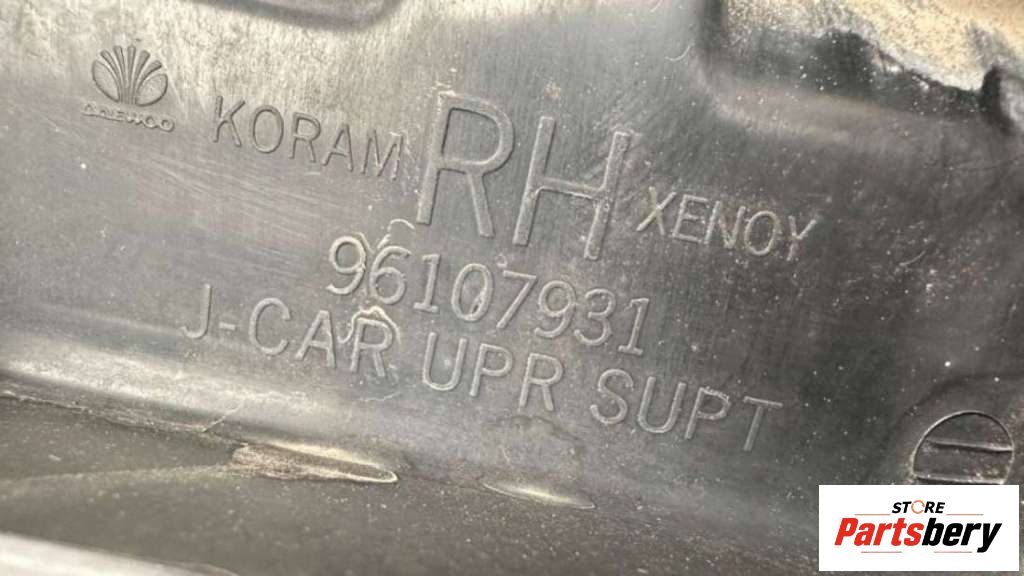 DAEWOO
KORAM RH XENOY
96107931
J-CAR UPR SUPT
STORE
Partsbery